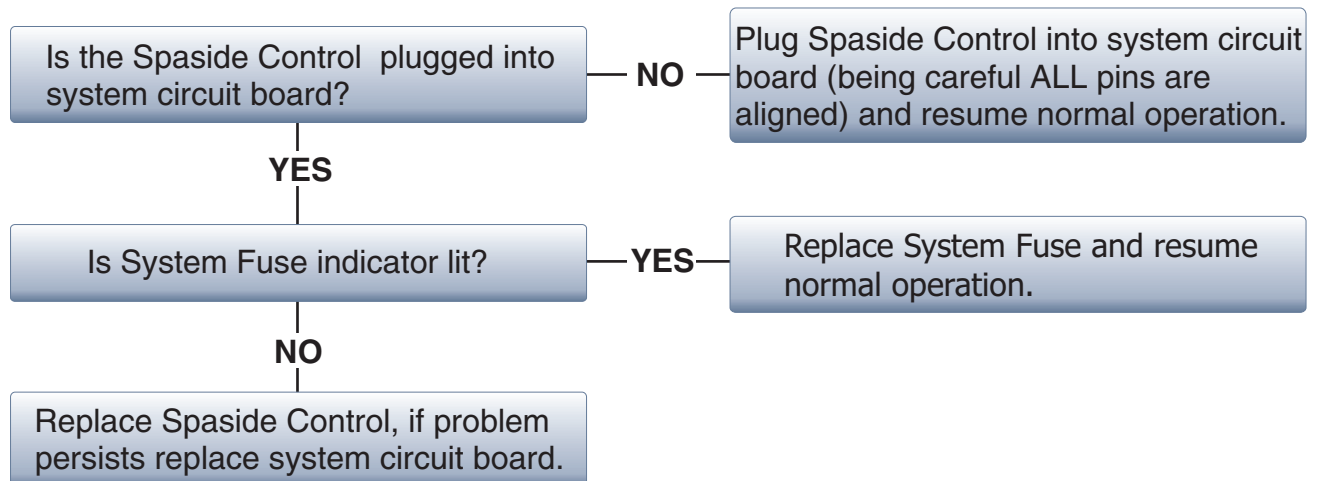 Is the Spaside Control plugged into
system circuit board?
NO
Plug Spaside Control into system circuit
board (being careful ALL pins are
aligned) and resume normal operation.
YES
Is System Fuse indicator lit?
YES
Replace System Fuse and resume
normal operation.
NO
Replace Spaside Control, if problem
persists replace system circuit board.